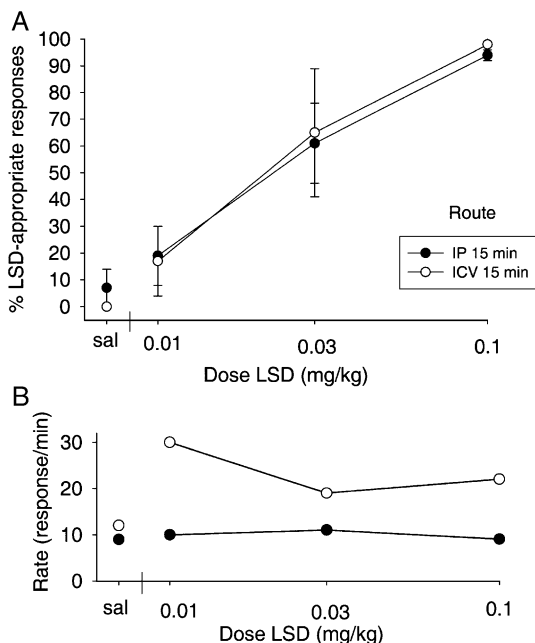 A
% LSD-appropriate responses
100
90
80
70
60
50
40
30
20
10
0
Route
IP 15 min
ICV 15 min
sal
0.01
0.03
0.1
Dose LSD (mg/kg)
B
Rate (response/min)
30
20
10
0
sal
0.01
0.03
0.1
Dose LSD (mg/kg)